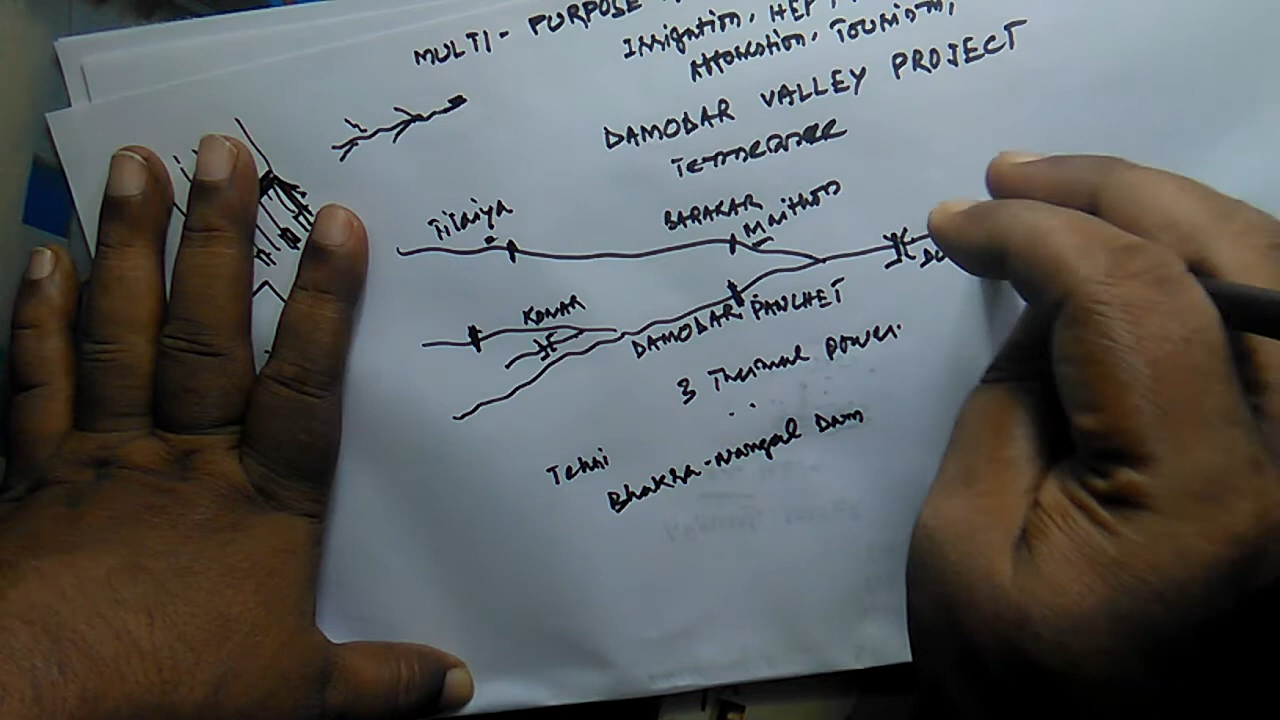 MULTI-PURPOSE
Irrigation, HEP,
Afforestation, Tourism,
DAMODAR VALLEY PROJECT
Tilaiya
BARAKAR
Maithon
KONAR
DAMODAR PANCHET
3 Thermal power.
Tehri
Bhakra-Nangal Dam